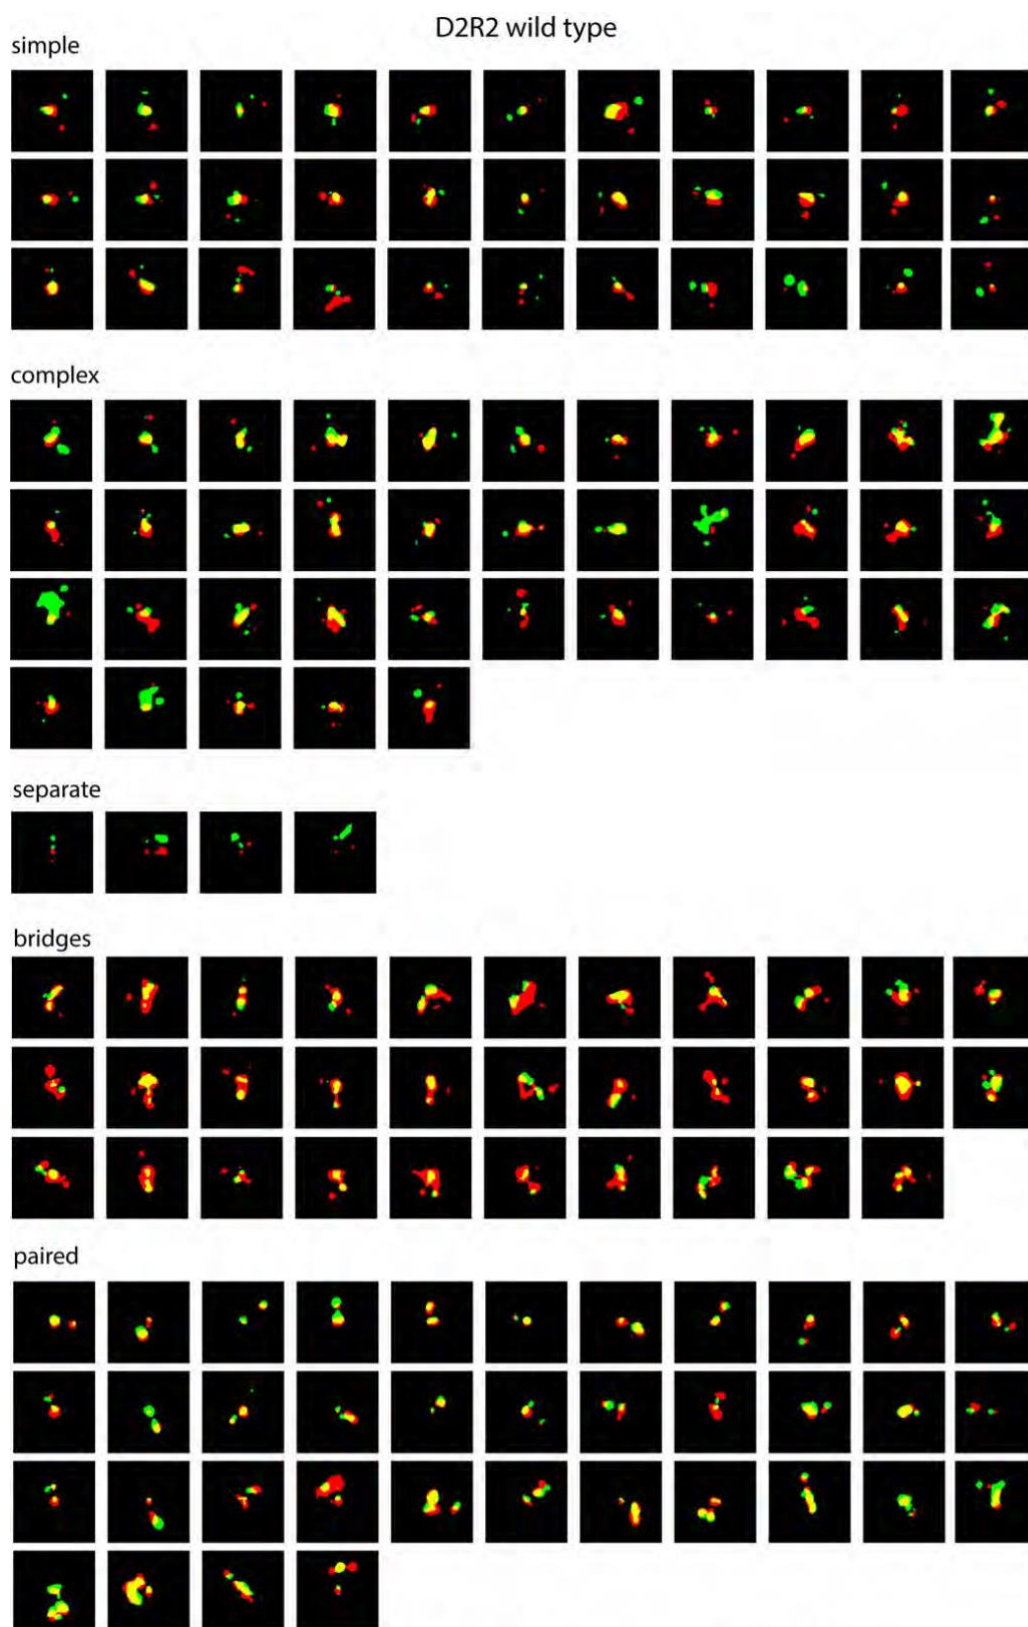 D2R2 wild type
simple
complex
separate
bridges
paired